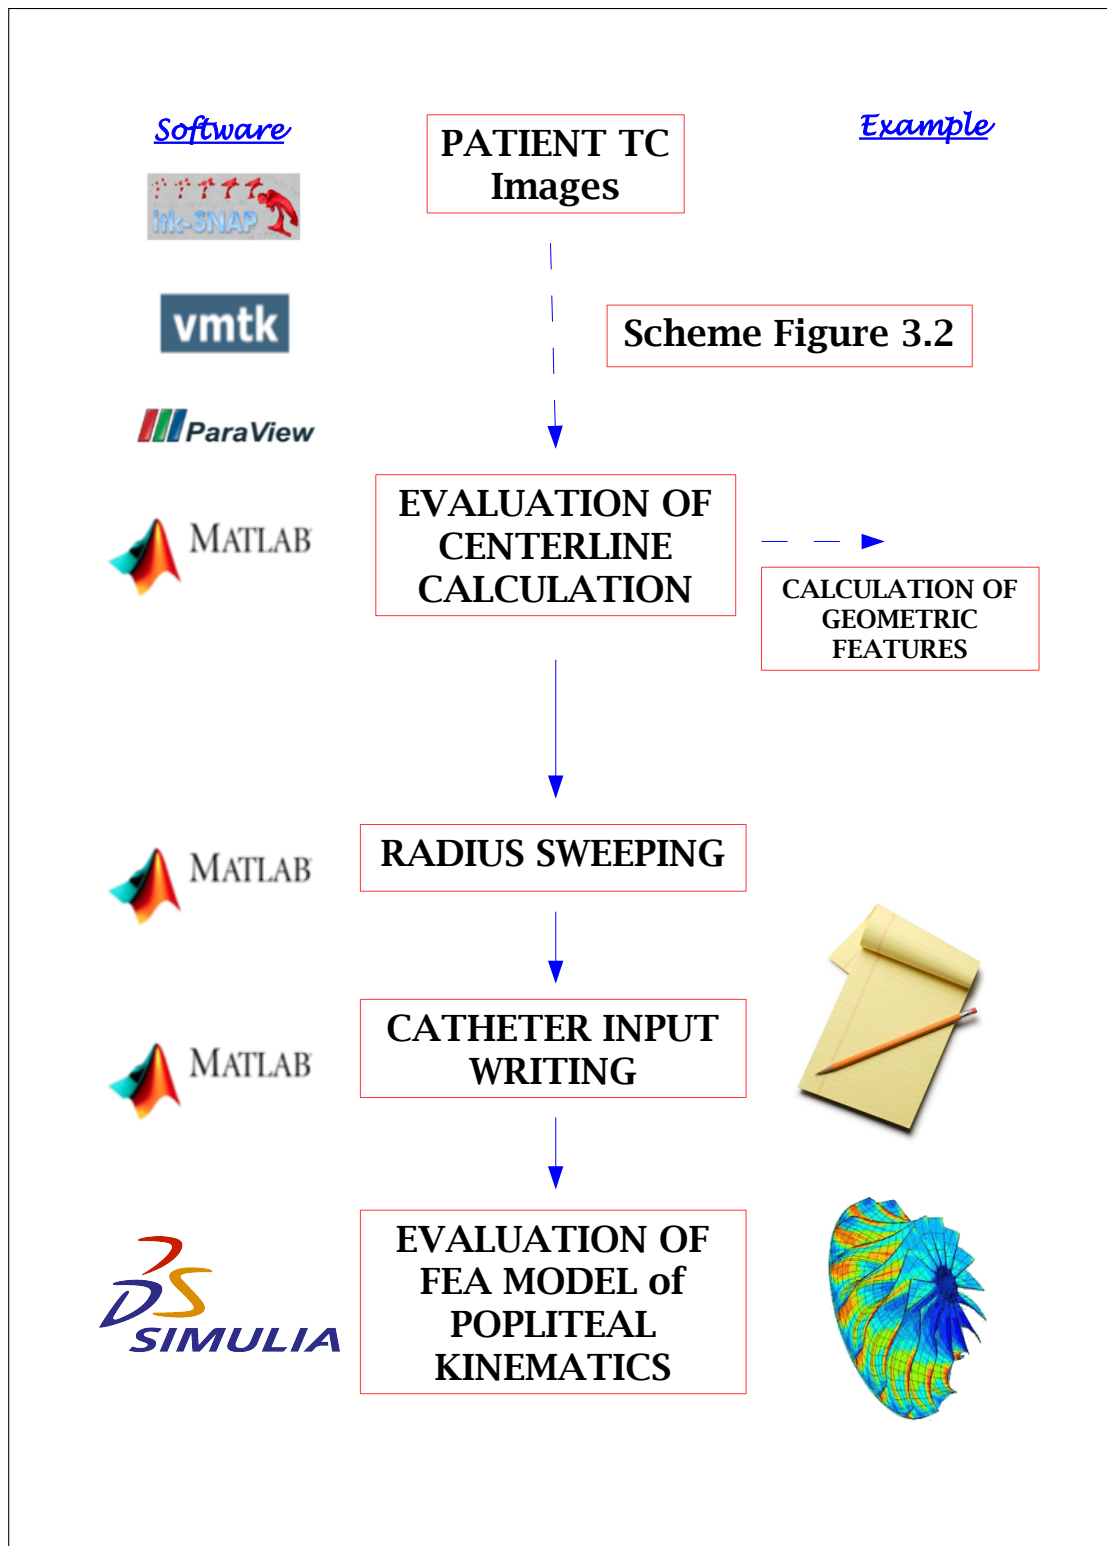 Software
PATIENT TC
Images
Example
itk-SNAP
vmtk
Scheme Figure 3.2
ParaView
EVALUATION OF
CENTERLINE
CALCULATION
MATLAB
CALCULATION OF
GEOMETRIC
FEATURES
RADIUS SWEEPING
MATLAB
CATHETER INPUT
WRITING
MATLAB
EVALUATION OF
FEA MODEL of
POPLITEAL
KINEMATICS
DS
SIMULIA